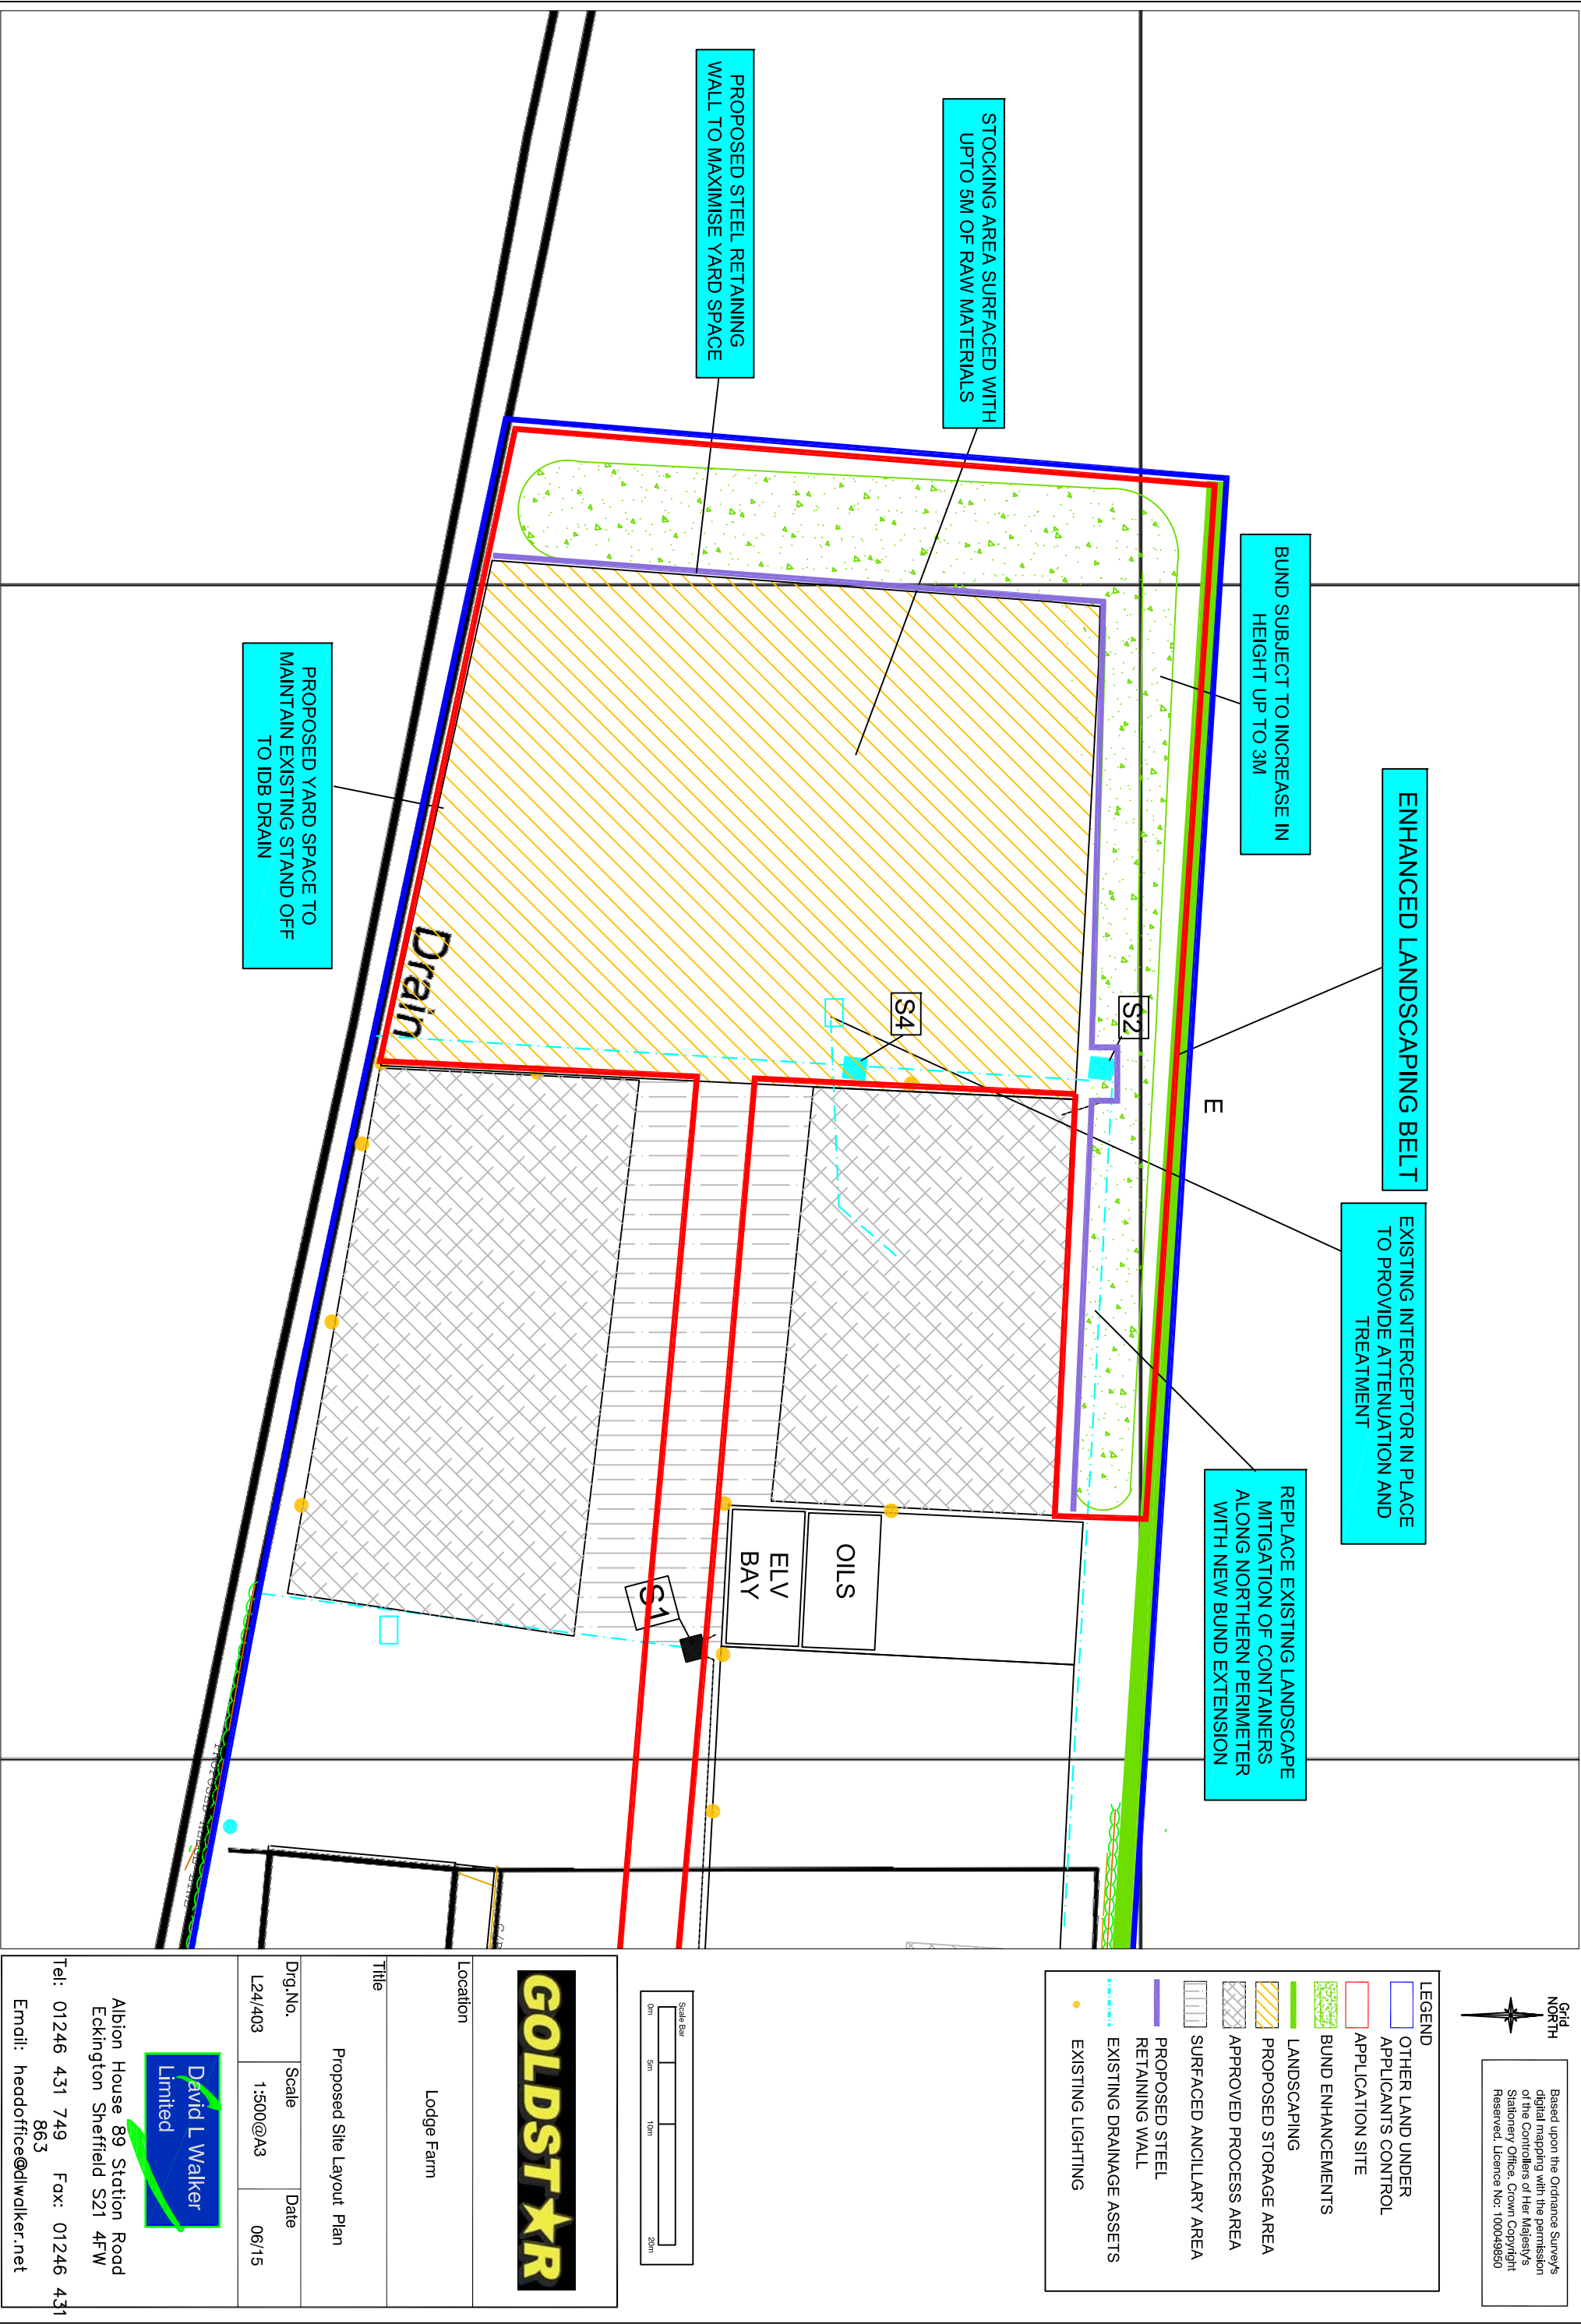 PROPOSED STEEL RETAINING
WALL TO MAXIMISE YARD SPACE
STOCKING AREA SURFACED WITH
UPTO 5M OF RAW MATERIALS
BUND SUBJECT TO INCREASE IN
HEIGHT UP TO 3M
ENHANCED LANDSCAPING BELT
EXISTING INTERCEPTOR IN PLACE
TO PROVIDE ATTENUATION AND
TREATMENT
REPLACE EXISTING LANDSCAPE
MITIGATION OF CONTAINERS
ALONG NORTHERN PERIMETER
WITH NEW BUND EXTENSION
PROPOSED YARD SPACE TO
MAINTAIN EXISTING STAND OFF
TO IDB DRAIN
Drain
S4
S2
E
OILS
ELV
BAY
S1
Grid
NORTH
Based upon the Ordnance Survey's
digital mapping with the permission
of the Controllers of Her Majesty's
Stationery Office. Crown Copyright
Reserved. Licence No: 100049850
LEGEND
OTHER LAND UNDER
APPLICANTS CONTROL
APPLICATION SITE
BUND ENHANCEMENTS
LANDSCAPING
PROPOSED STORAGE AREA
APPROVED PROCESS AREA
SURFACED ANCILLARY AREA
PROPOSED STEEL
RETAINING WALL
EXISTING DRAINAGE ASSETS
EXISTING LIGHTING
Scale Bar
0m 5m 10m 20m
GOLDST★R
Location
Lodge Farm
Title
Proposed Site Layout Plan
Drg.No. Scale Date
L24/403 1:500@A3 06/15
David L Walker
Limited
Albion House 89 Station Road
Eckington Sheffield S21 4FW
Tel: 01246 431 749 Fax: 01246 431
863
Email: headoffice@dlwalker.net